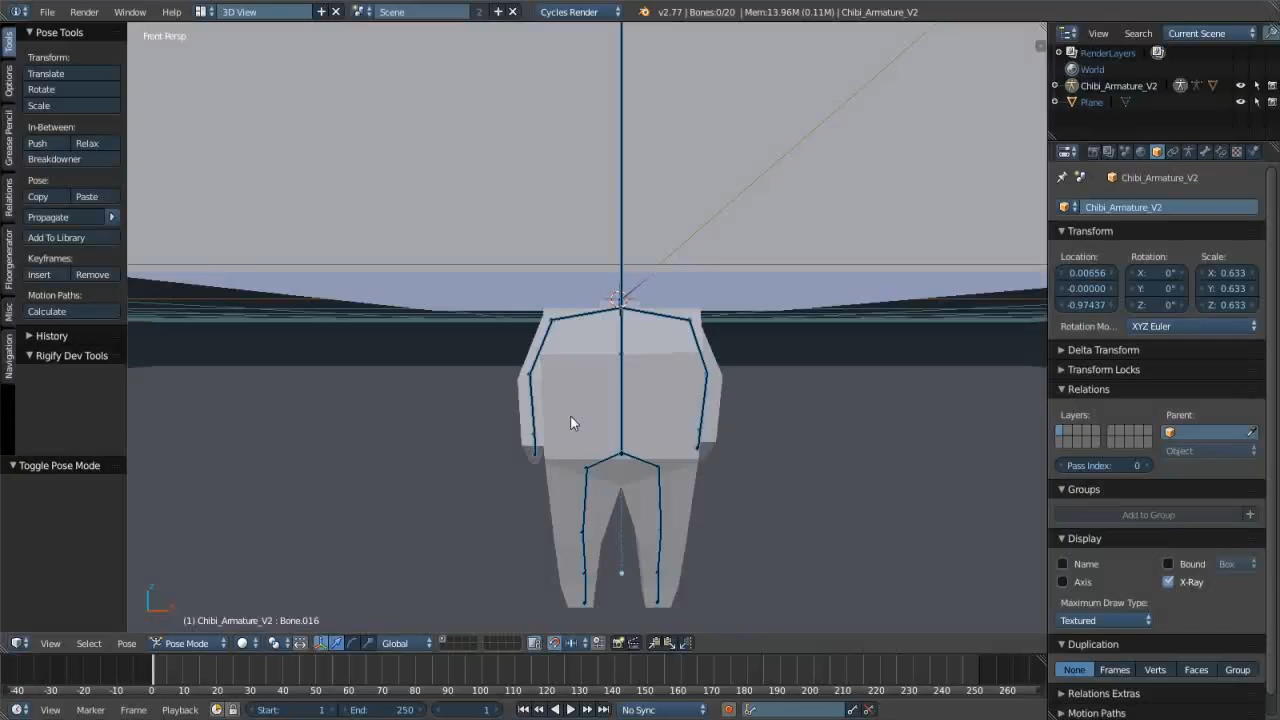 File Render Window Help 3D View Scene 2 Cycles Render v2.77 | Bones:0/20 | Mem:13.96M (0.11M) | Chibi_Armature_V2
Pose Tools
Transform:
Translate
Rotate
Scale
In-Between:
Push Relax
Breakdowner
Pose:
Copy Paste
Propagate
Add To Library
Keyframes:
Insert Remove
Motion Paths:
Calculate
History
Rigify Dev Tools
Toggle Pose Mode
Tools
Options
Grease Pencil
Relations
Floorgenerator
Misc
Navigation
Front Persp
Z
(1) Chibi_Armature_V2 : Bone.016
View Select Pose Pose Mode Global
-40 -30 -20 -10 0 10 20 30 40 50 60 70 80 90 100 110 120 130 140 150 160 170 180 190 200 210 220 230 240 250 260
View Marker Frame Playback Start: 1 End: 250 1 No Sync
View Search Current Scene
RenderLayers
World
Chibi_Armature_V2
Plane
Chibi_Armature_V2
Chibi_Armature_V2
Transform
Location: Rotation: Scale:
0.00656 X: 0° X: 0.633
-0.00000 Y: 0° Y: 0.633
-0.97437 Z: 0° Z: 0.633
Rotation Mo... XYZ Euler
Delta Transform
Transform Locks
Relations
Layers: Parent:
Object
Pass Index: 0
Groups
Add to Group
Display
Name Bound Box
Axis X-Ray
Maximum Draw Type:
Textured
Duplication
None Frames Verts Faces Group
Relations Extras
Motion Paths